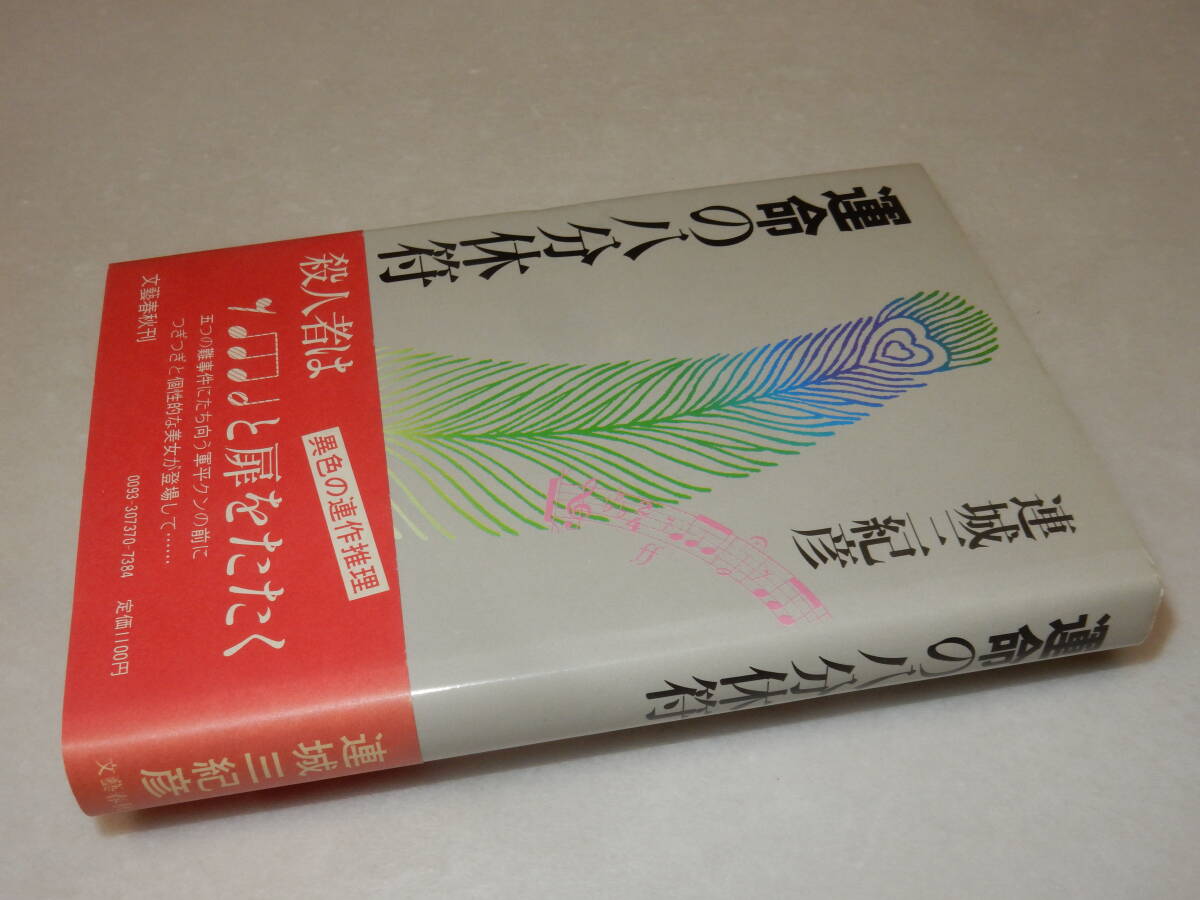 運命の八分休符
連城三紀彦
殺人者は
と扉をたたく
異色の連作推理
五つの難事件にたち向う軍平クンの前に
つぎつぎと個性的な美女が登場して……
文藝春秋刊
0093-307370-7384 定価1100円
運命の八分休符
連城三紀彦
文藝春